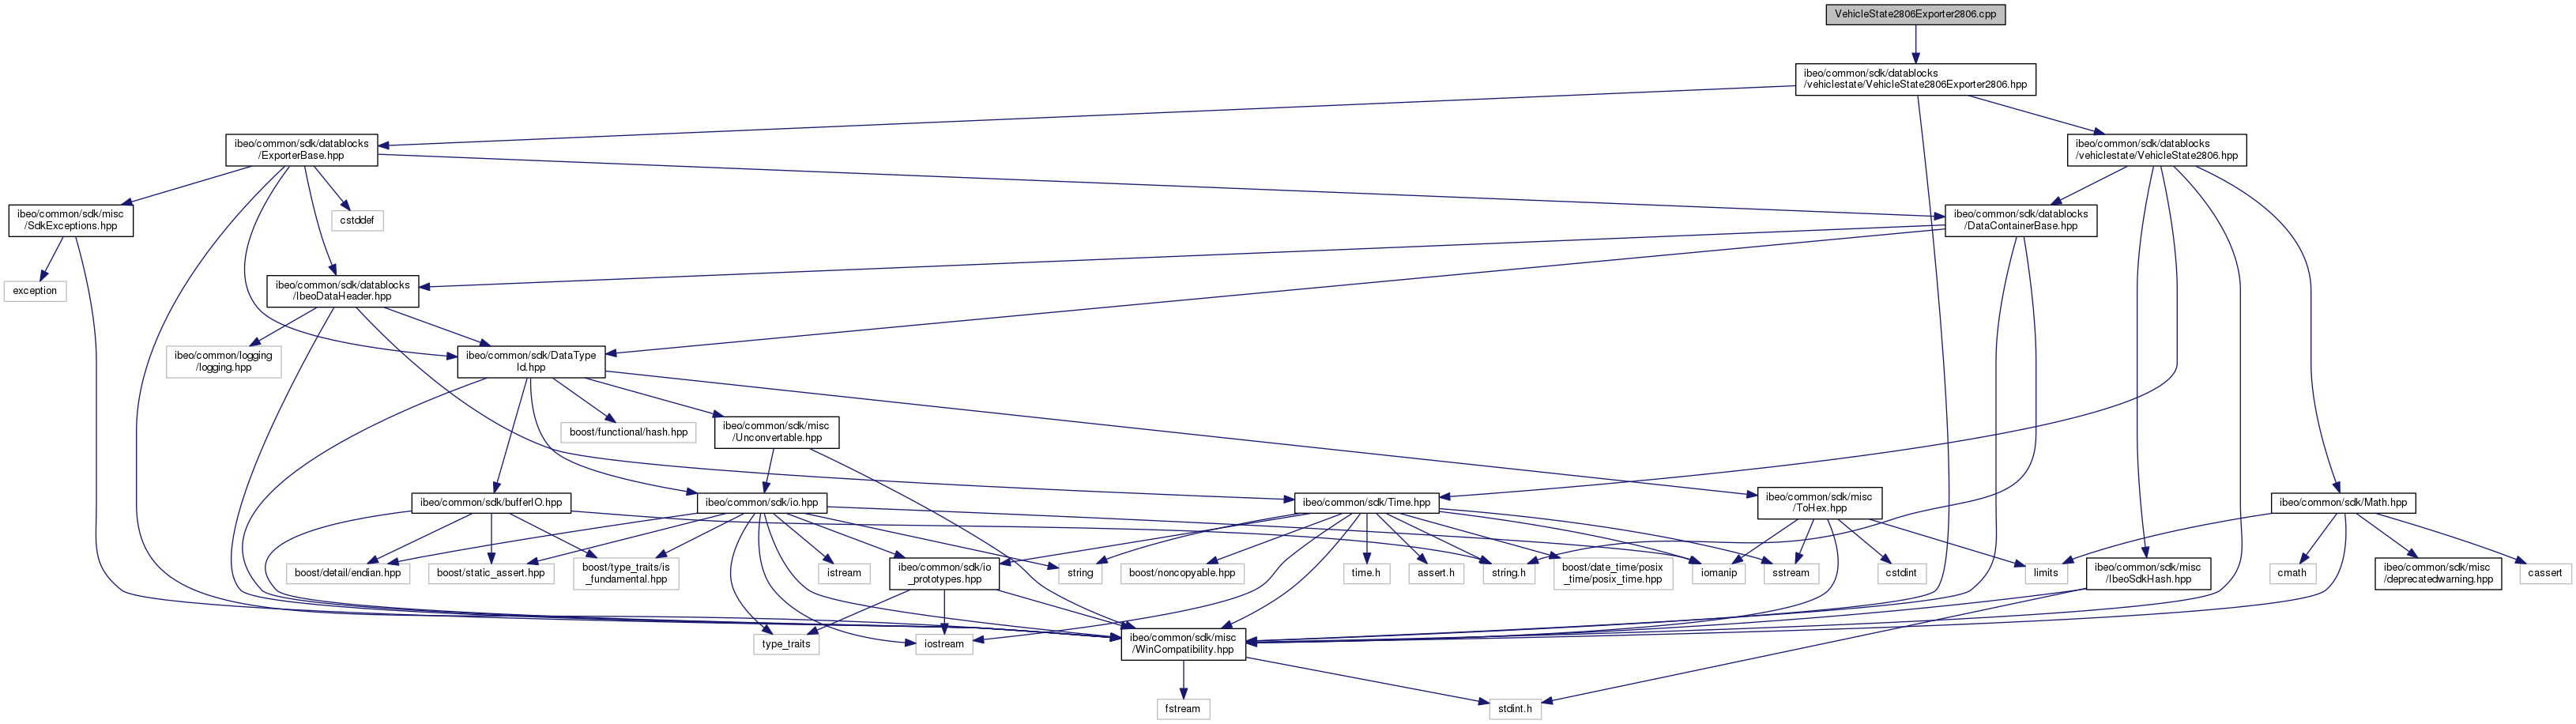 VehicleState2806Exporter2806.cpp
ibeo/common/sdk/datablocks
/vehiclestate/VehicleState2806Exporter2806.hpp
ibeo/common/sdk/datablocks
/ExporterBase.hpp
ibeo/common/sdk/datablocks
/vehiclestate/VehicleState2806.hpp
ibeo/common/sdk/misc
/SdkExceptions.hpp
cstddef
ibeo/common/sdk/datablocks
/DataContainerBase.hpp
exception
ibeo/common/sdk/datablocks
/IbeoDataHeader.hpp
ibeo/common/logging
/logging.hpp
ibeo/common/sdk/DataType
Id.hpp
boost/functional/hash.hpp
ibeo/common/sdk/misc
/Unconvertable.hpp
ibeo/common/sdk/bufferIO.hpp
ibeo/common/sdk/io.hpp
ibeo/common/sdk/Time.hpp
ibeo/common/sdk/misc
/ToHex.hpp
ibeo/common/sdk/Math.hpp
boost/detail/endian.hpp
boost/static_assert.hpp
boost/type_traits/is
_fundamental.hpp
istream
ibeo/common/sdk/io
_prototypes.hpp
string
boost/noncopyable.hpp
time.h
assert.h
string.h
boost/date_time/posix
_time/posix_time.hpp
iomanip
sstream
cstdint
limits
ibeo/common/sdk/misc
/IbeoSdkHash.hpp
cmath
ibeo/common/sdk/misc
/deprecatedwarning.hpp
cassert
type_traits
iostream
ibeo/common/sdk/misc
/WinCompatibility.hpp
fstream
stdint.h